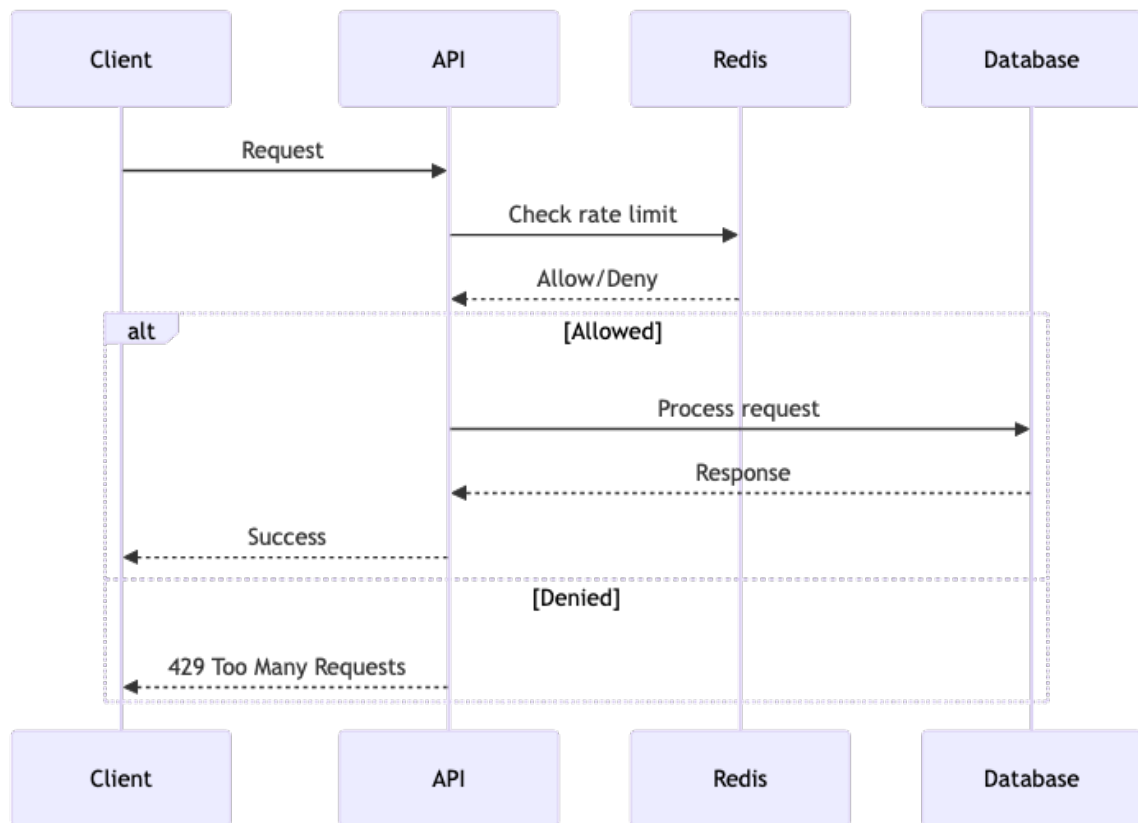 Client
API
Redis
Database
Request
Check rate limit
Allow/Deny
alt
[Allowed]
Process request
Response
Success
[Denied]
429 Too Many Requests
Client
API
Redis
Database